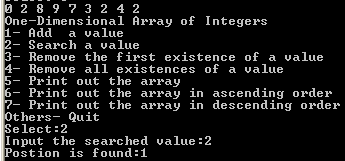 0 2 8 9 7 3 2 4 2
One-Dimensional Array of Integers
1- Add  a value
2- Search a value
3- Remove the first existence of a value
4- Remove all existences of a value
5- Print out the array
6- Print out the array in ascending order
7- Print out the array in descending order
Others- Quit
Select:2
Input the searched value:2
Postion is found:1